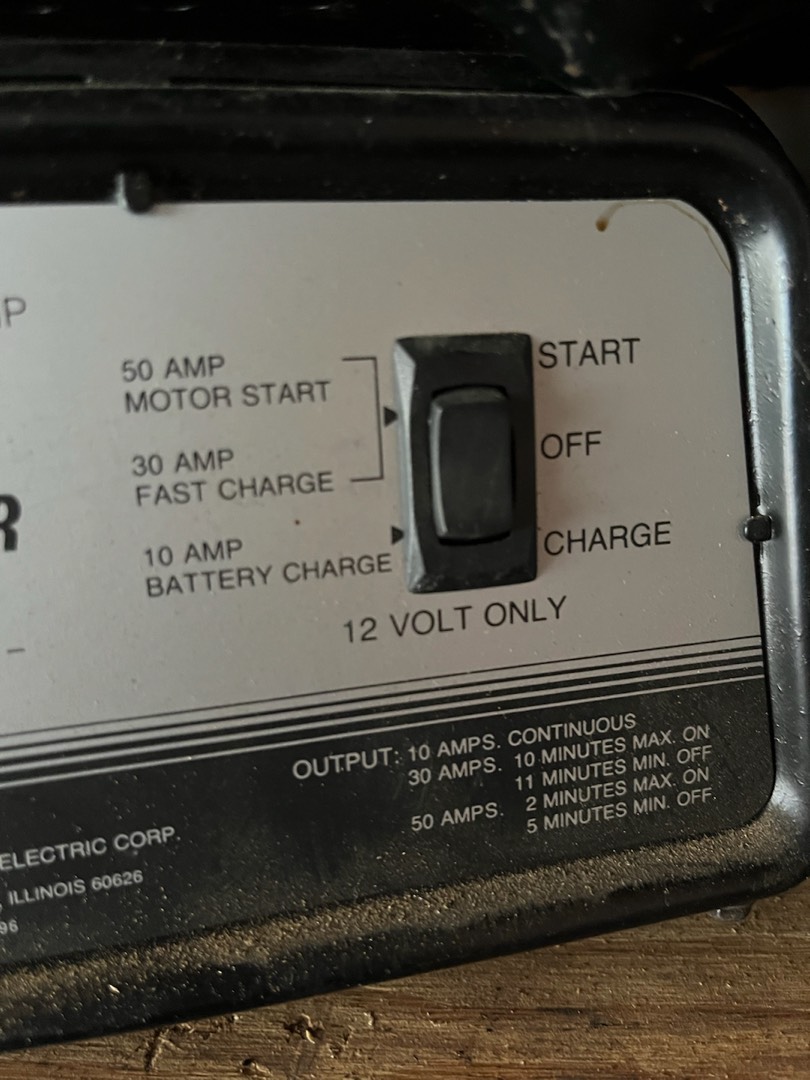 50 AMP
MOTOR START
30 AMP
FAST CHARGE
10 AMP
BATTERY CHARGE
START
OFF
CHARGE
12 VOLT ONLY
OUTPUT: 10 AMPS. CONTINUOUS
30 AMPS. 10 MINUTES MAX. ON
11 MINUTES MIN. OFF
50 AMPS. 2 MINUTES MAX. ON
5 MINUTES MIN. OFF.
ELECTRIC CORP.
ILLINOIS 60626
96